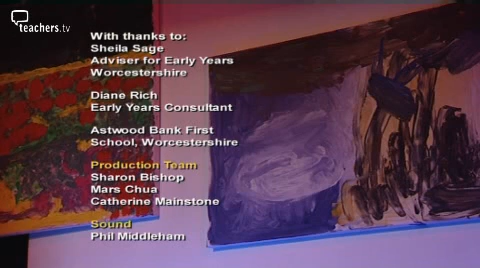 teachers.tv
With thanks to:
Sheila Sage
Adviser for Early Years
Worcestershire
Diane Rich
Early Years Consultant
Astwood Bank First
School, Worcestershire
Production Team
Sharon Bishop
Mars Chua
Catherine Mainstone
Sound
Phil Middleham